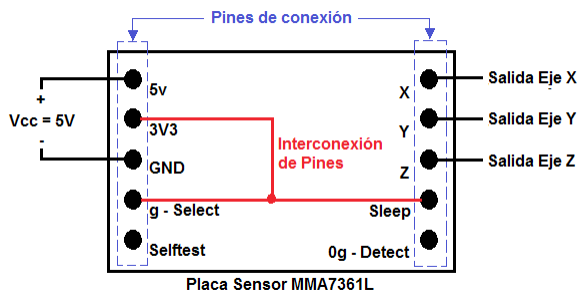 Pines de conexión
5v
X
Salida Eje X
+
Vcc = 5V
-
3V3
Y
Salida Eje Y
Interconexión
de Pines
GND
Z
Salida Eje Z
g - Select
Sleep
Selftest
0g - Detect
Placa Sensor MMA7361L